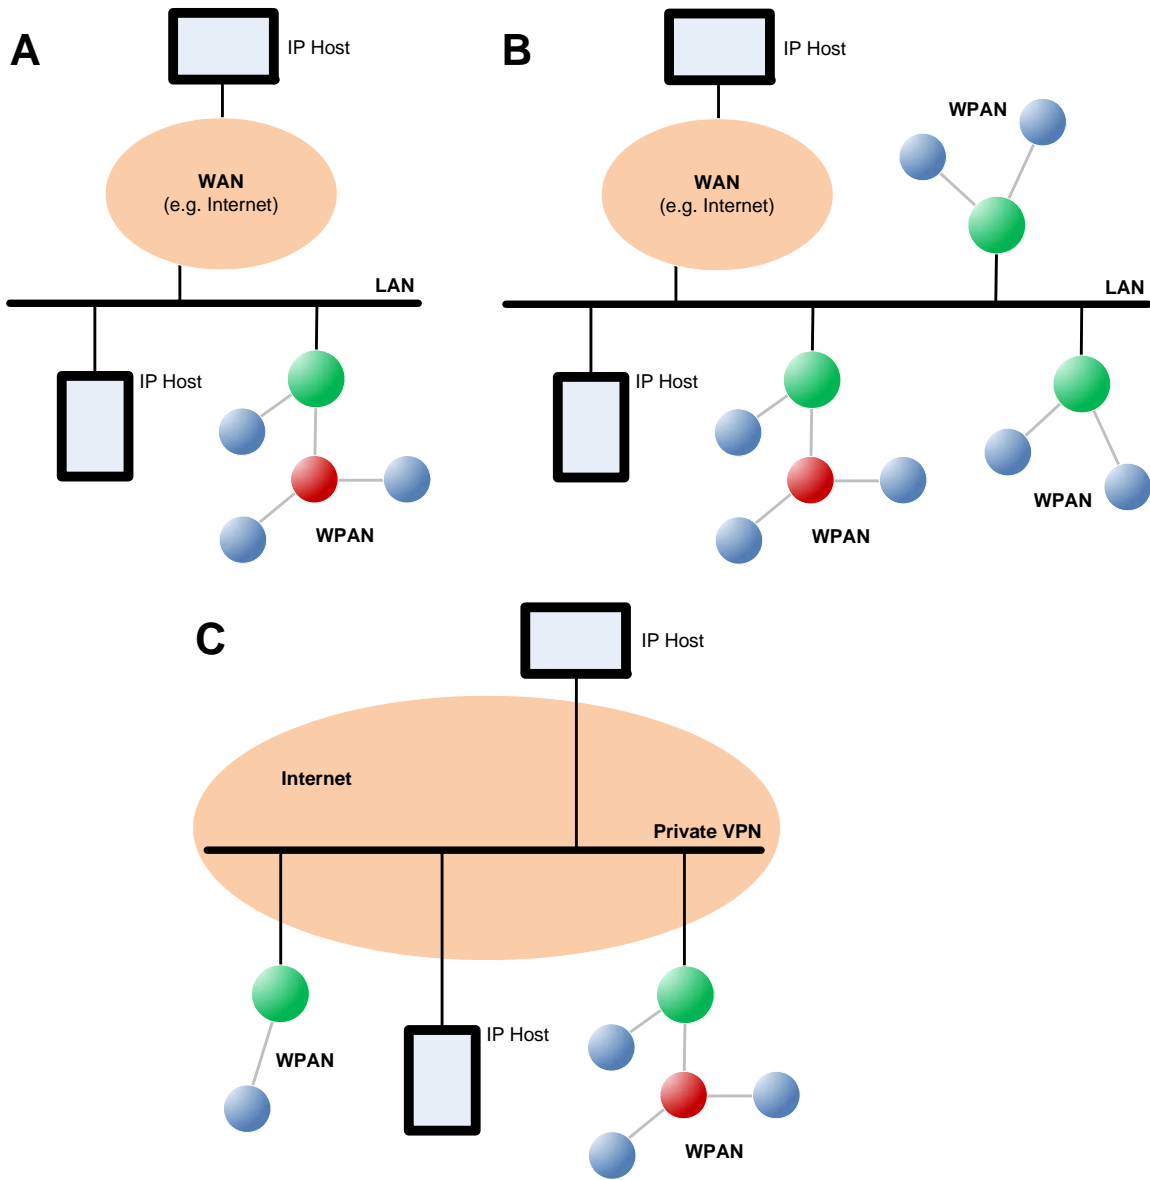 A
IP Host
WAN
(e.g. Internet)
LAN
IP Host
WPAN
B
IP Host
WPAN
WAN
(e.g. Internet)
LAN
IP Host
WPAN
WPAN
C
IP Host
Internet
Private VPN
WPAN
IP Host
WPAN